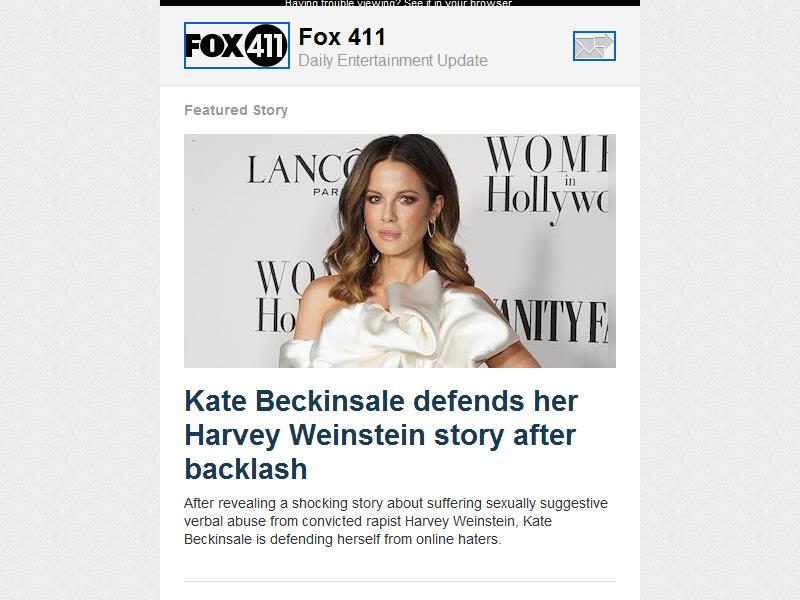 Having trouble viewing? See it in your browser
FOX 411
Fox 411
Daily Entertainment Update
Featured Story
LANCÔ
PAR
WOME
in
Hollywo
WO
Ho
VANITY FA
Kate Beckinsale defends her
Harvey Weinstein story after
backlash
After revealing a shocking story about suffering sexually suggestive
verbal abuse from convicted rapist Harvey Weinstein, Kate
Beckinsale is defending herself from online haters.